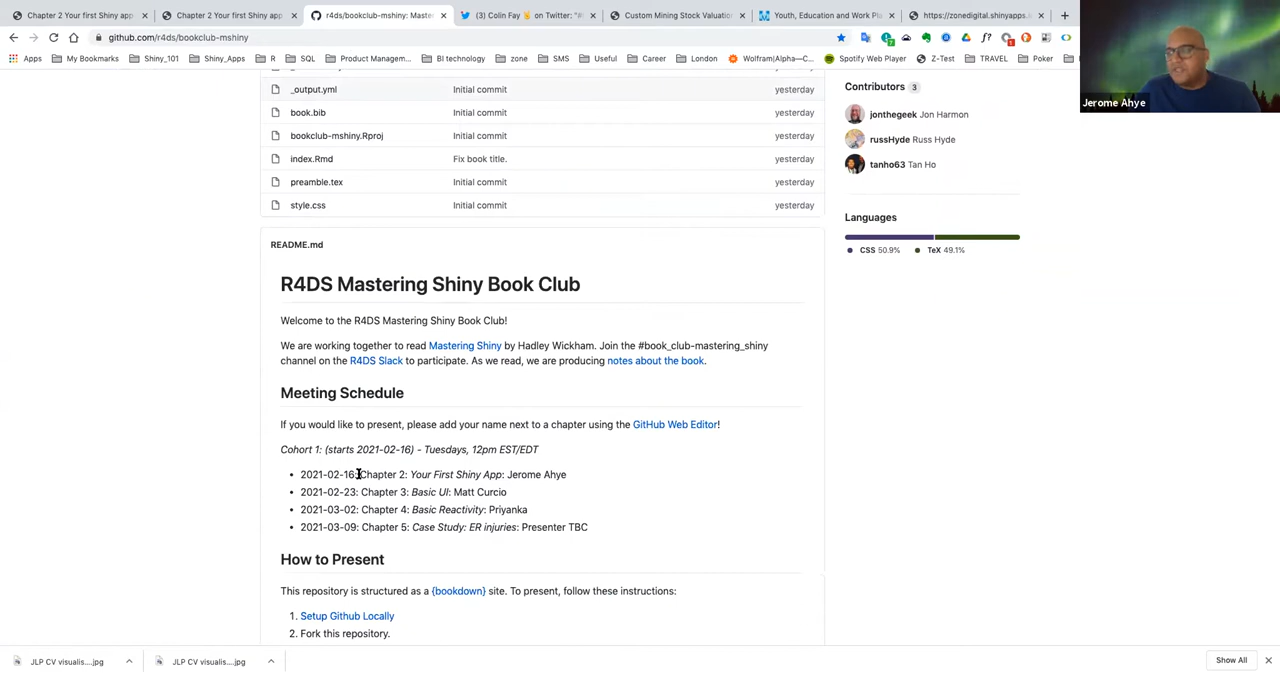 Chapter 2 Your first Shiny app
Chapter 2 Your first Shiny app
r4ds/bookclub-mshiny: Maste
(3) Colin Fay on Twitter: "#
Custom Mining Stock Valuatio
Youth, Education and Work Pl
https://zonedigital.shinyapps.i
github.com/r4ds/bookclub-mshiny
Apps
My Bookmarks
Shiny_101
Shiny_Apps
R
SQL
Product Managem...
BI technology
zone
SMS
Useful
Career
London
Wolfram|Alpha—C...
Spotify Web Player
Z-Test
TRAVEL
Poker
Jerome Ahye
_output.yml Initial commit yesterday
book.bib Initial commit yesterday
bookclub-mshiny.Rproj Initial commit yesterday
index.Rmd Fix book title. yesterday
preamble.tex Initial commit yesterday
style.css Initial commit yesterday
Contributors 3
jonthegeek Jon Harmon
russHyde Russ Hyde
tanho63 Tan Ho
Languages
CSS 50.9% TeX 49.1%
README.md
R4DS Mastering Shiny Book Club
Welcome to the R4DS Mastering Shiny Book Club!
We are working together to read Mastering Shiny by Hadley Wickham. Join the #book_club-mastering_shiny
channel on the R4DS Slack to participate. As we read, we are producing notes about the book.
Meeting Schedule
If you would like to present, please add your name next to a chapter using the GitHub Web Editor!
Cohort 1: (starts 2021-02-16) - Tuesdays, 12pm EST/EDT
• 2021-02-16: Chapter 2: Your First Shiny App: Jerome Ahye
• 2021-02-23: Chapter 3: Basic UI: Matt Curcio
• 2021-03-02: Chapter 4: Basic Reactivity: Priyanka
• 2021-03-09: Chapter 5: Case Study: ER injuries: Presenter TBC
How to Present
This repository is structured as a {bookdown} site. To present, follow these instructions:
1. Setup Github Locally
2. Fork this repository.
JLP CV visualis....jpg
JLP CV visualis....jpg
Show All